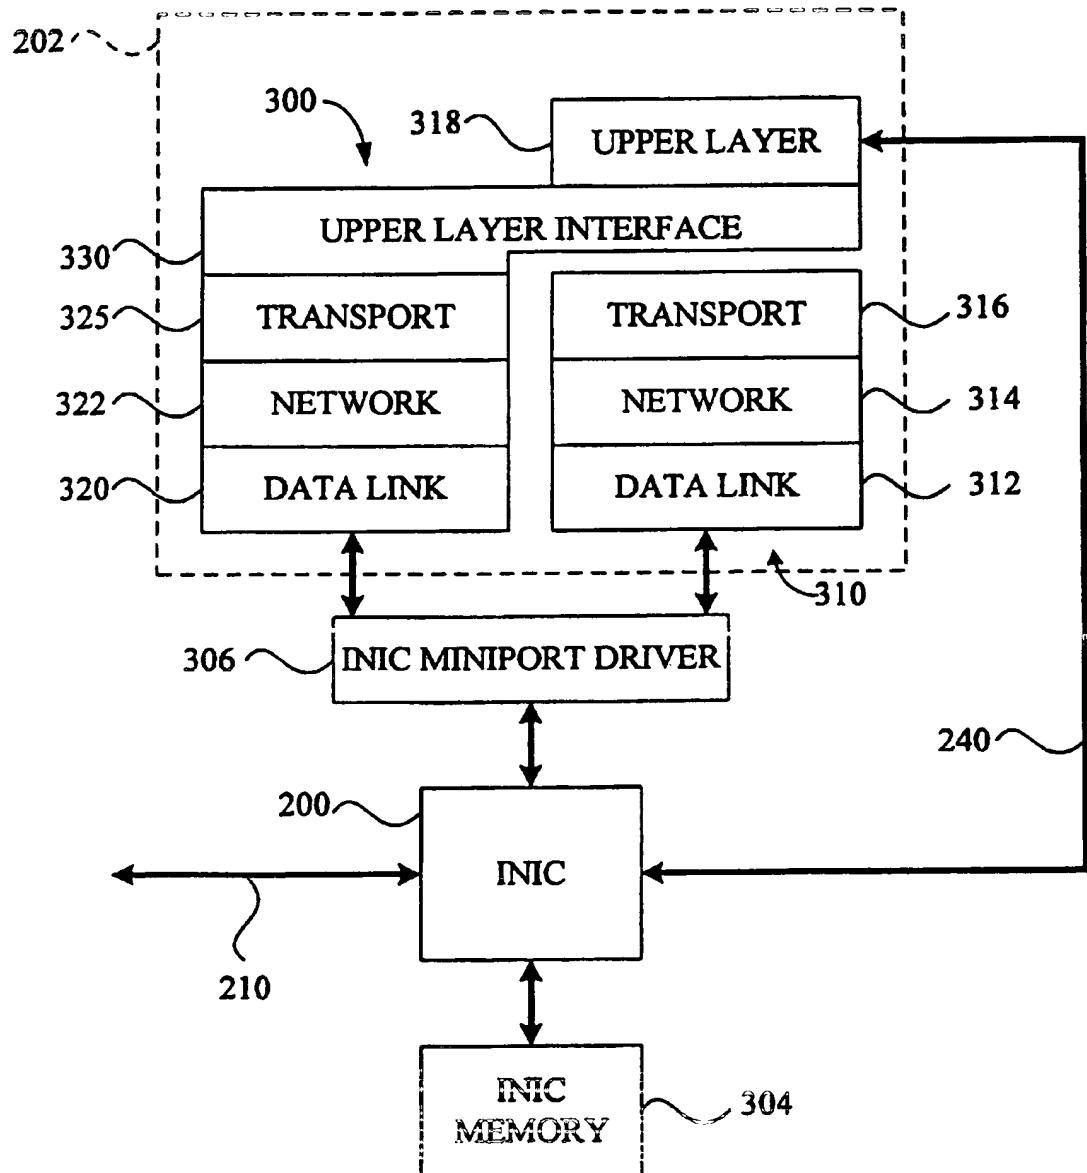 202
300
318
UPPER LAYER
330
UPPER LAYER INTERFACE
325
TRANSPORT
TRANSPORT
316
322
NETWORK
NETWORK
314
320
DATA LINK
DATA LINK
312
310
306
INIC MINIPORT DRIVER
240
200
INIC
210
INIC
MEMORY
304